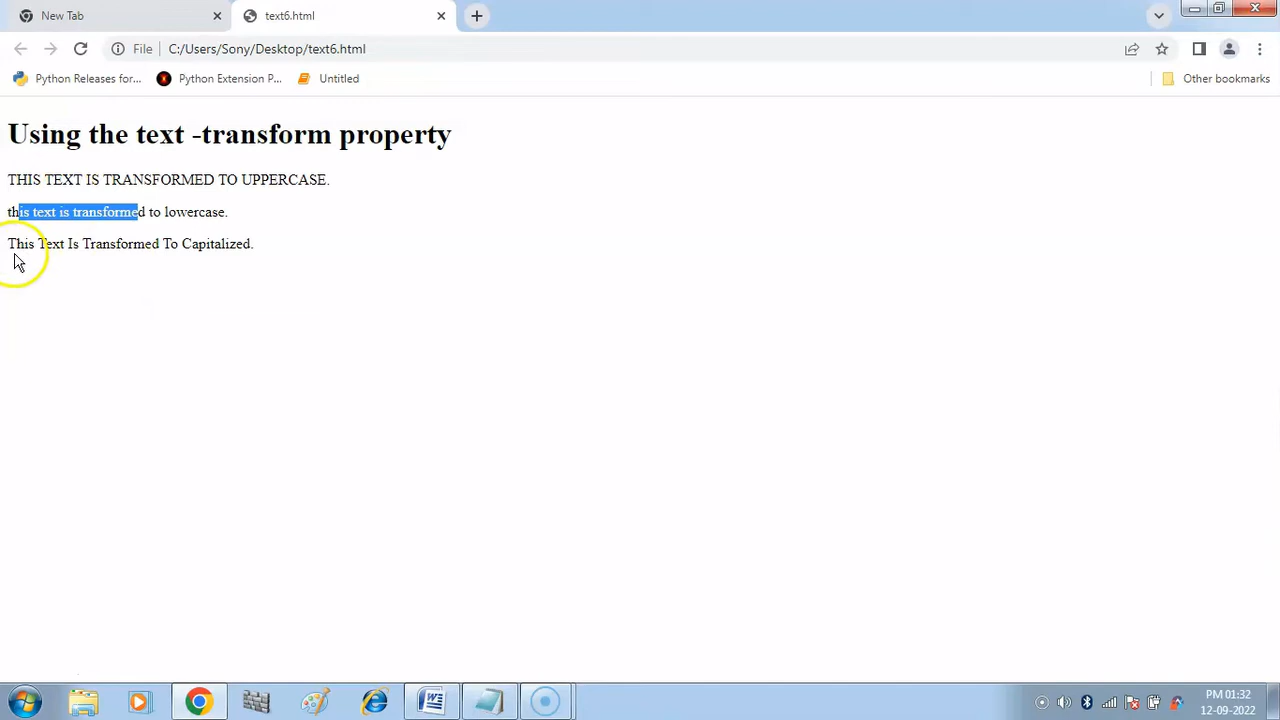 New Tab
text6.html
File
C:/Users/Sony/Desktop/text6.html
Python Releases for...
Python Extension P...
Untitled
Other bookmarks
Using the text -transform property
THIS TEXT IS TRANSFORMED TO UPPERCASE.
this text is transformed to lowercase.
This Text Is Transformed To Capitalized.
PM 01:32
12-09-2022